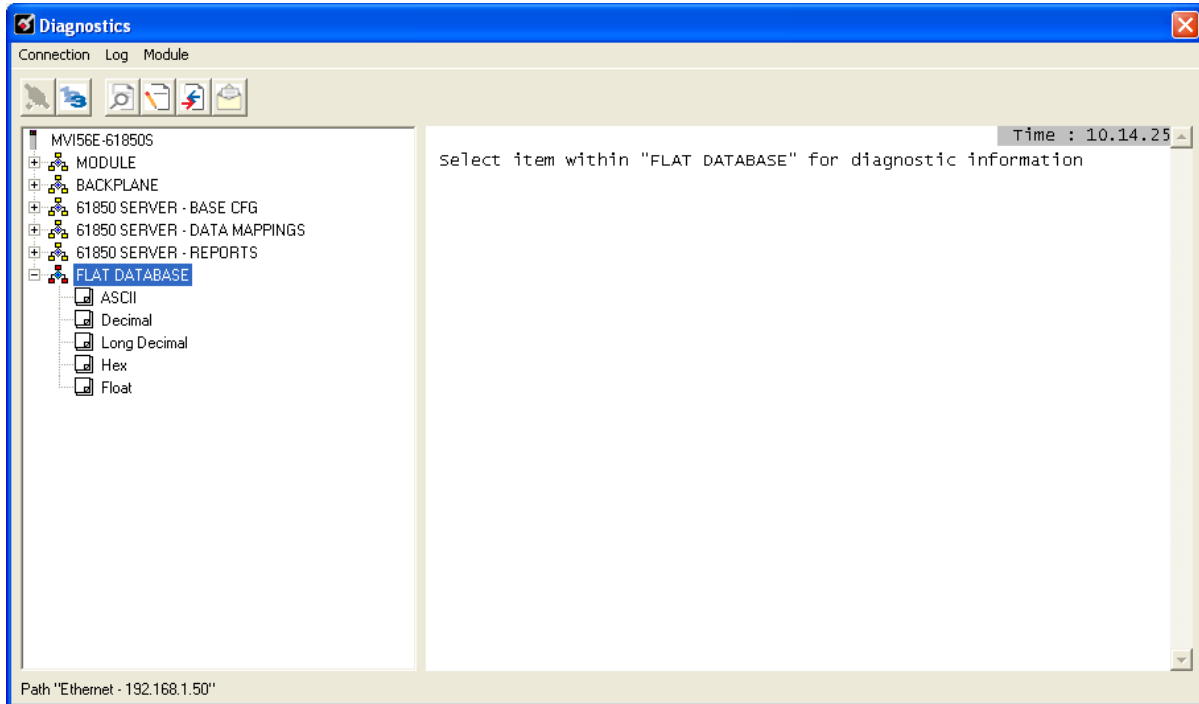 Diagnostics
Connection Log Module
MVI56E-61850S
MODULE
BACKPLANE
61850 SERVER - BASE CFG
61850 SERVER - DATA MAPPINGS
61850 SERVER - REPORTS
FLAT DATABASE
ASCII
Decimal
Long Decimal
Hex
Float
Time : 10.14.25
Select item within "FLAT DATABASE" for diagnostic information
Path "Ethernet - 192.168.1.50"